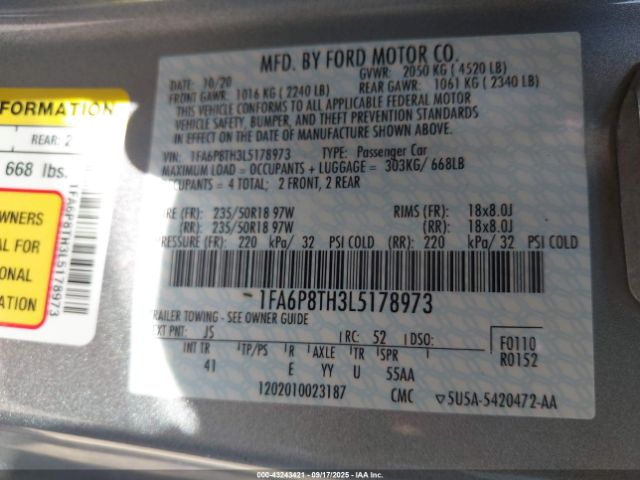 MFD. BY FORD MOTOR CO.
DATE: 10/20 GVWR: 2050 KG ( 4520 LB)
FRONT GAWR: 1016 KG ( 2240 LB) REAR GAWR: 1061 KG ( 2340 LB)
THIS VEHICLE CONFORMS TO ALL APPLICABLE FEDERAL MOTOR
VEHICLE SAFETY, BUMPER, AND THEFT PREVENTION STANDARDS
IN EFFECT ON THE DATE OF MANUFACTURE SHOWN ABOVE.
VIN: 1FA6P8TH3L5178973 TYPE: Passenger Car
MAXIMUM LOAD = OCCUPANTS + LUGGAGE = 303KG/ 668LB
OCCUPANTS = 4 TOTAL; 2 FRONT, 2 REAR
RE (FR): 235/50R18 97W RIMS (FR): 18x8.0J
(RR): 235/50R18 97W (RR): 18x8.0J
PRESSURE (FR): 220 kPa/ 32 PSI COLD (RR): 220 kPa/ 32 PSI COLD
1FA6P8TH3L5178973
TRAILER TOWING - SEE OWNER GUIDE
EXT PNT: J5 RC: 52 DSO:
INT TR TP/PS R AXLE TR SPR F0110
41 E YY U 55AA R0152
1202010023187 CMC ▽5U5A-5420472-AA
FORMATION
REAR: 2
668 lbs.
WNERS
AL FOR
IONAL
ON
1FA6P8TH3L5178973
000-43243421 (09/17/2025) - IAAI.com